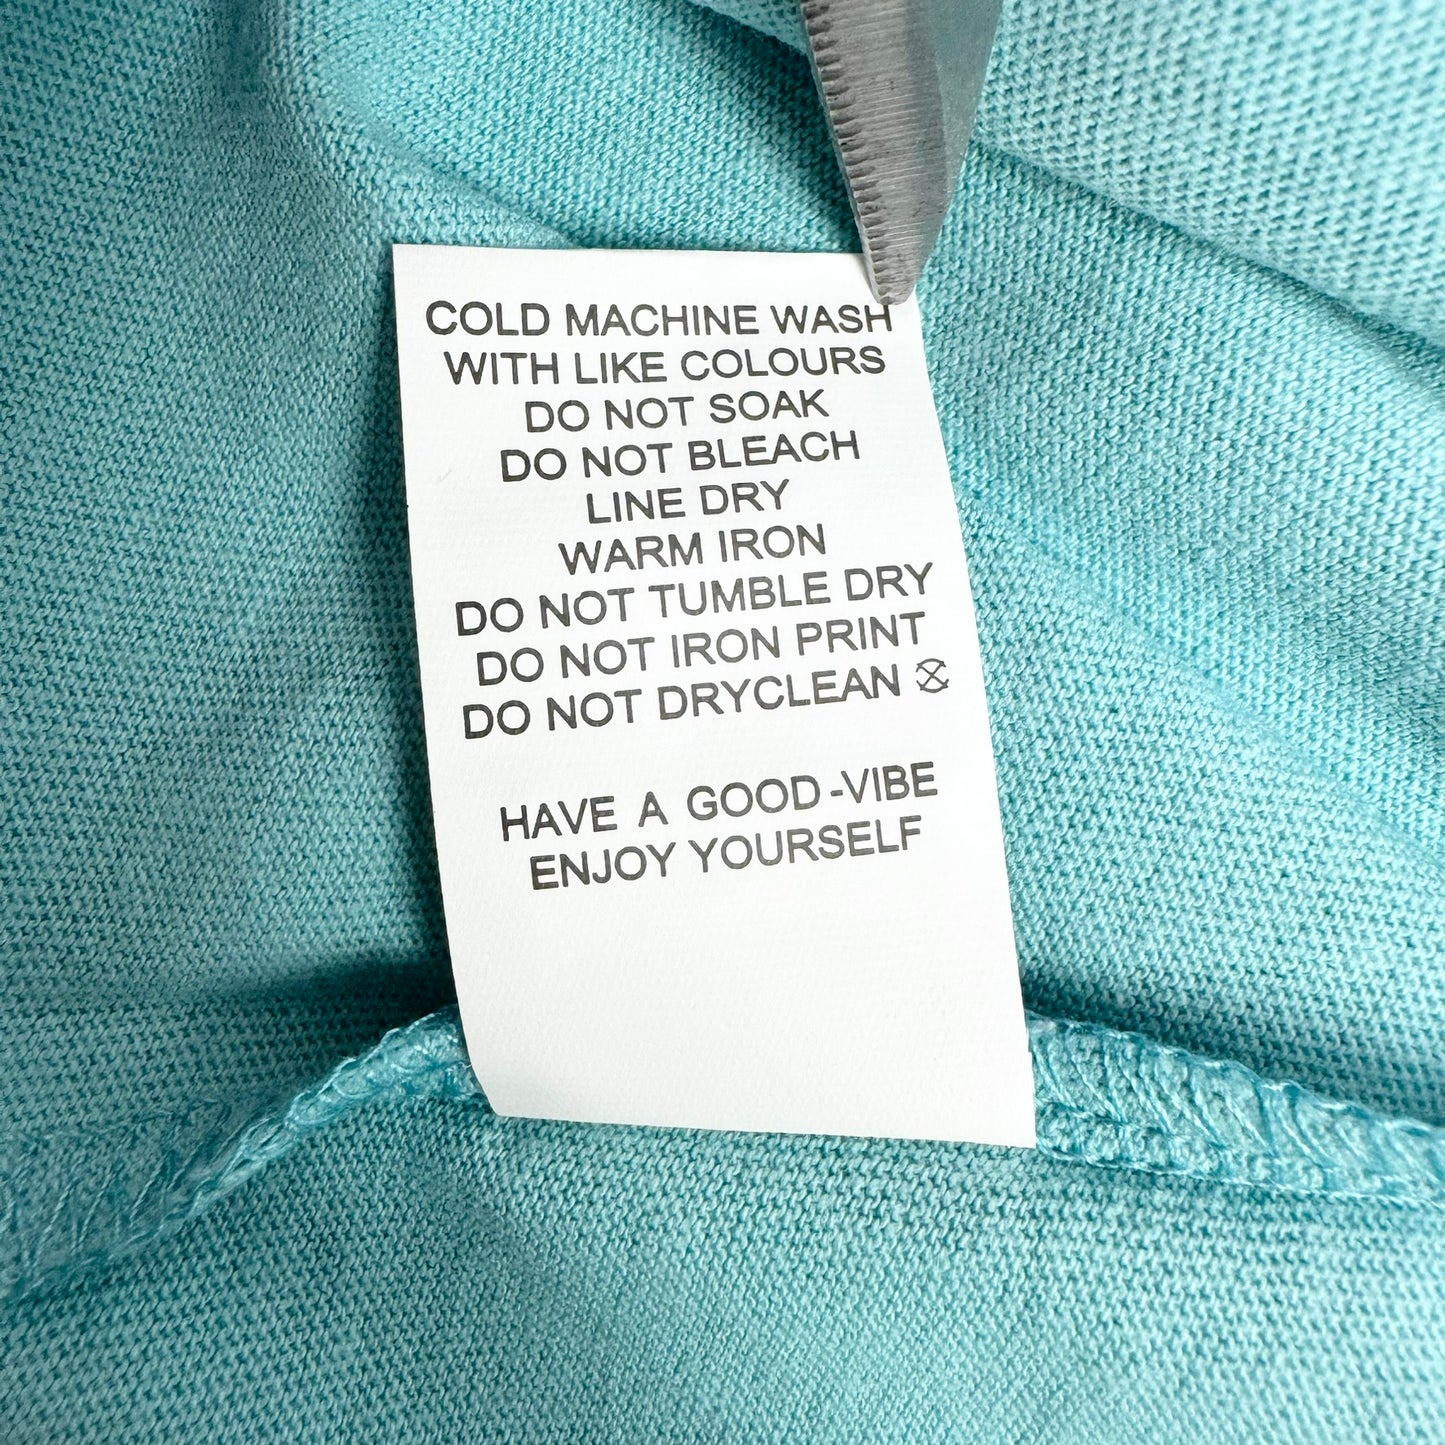 COLD MACHINE WASH
WITH LIKE COLOURS
DO NOT SOAK
DO NOT BLEACH
LINE DRY
WARM IRON
DO NOT TUMBLE DRY
DO NOT IRON PRINT
DO NOT DRYCLEAN
HAVE A GOOD-VIBE
ENJOY YOURSELF